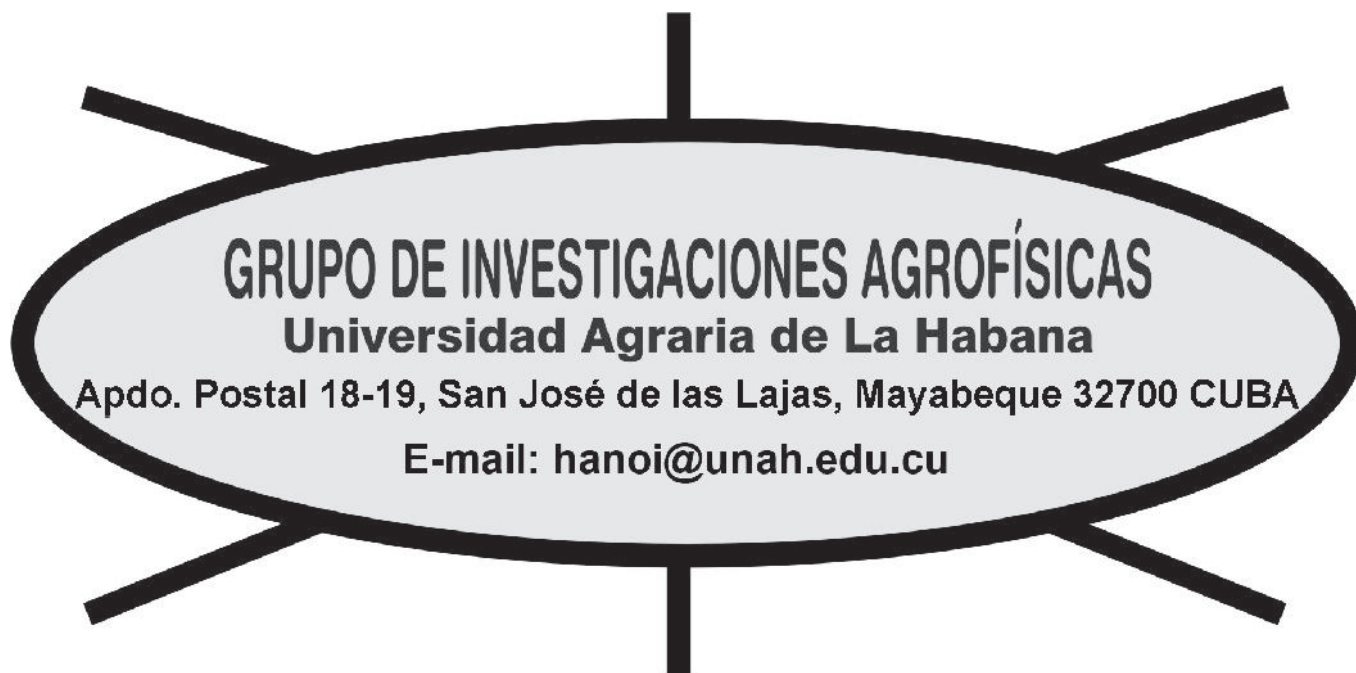 GRUPO DE INVESTIGACIONES AGROFÍSICAS
Universidad Agraria de La Habana
Apdo. Postal 18-19, San José de las Lajas, Mayabeque 32700 CUBA
E-mail: hanoi@unah.edu.cu